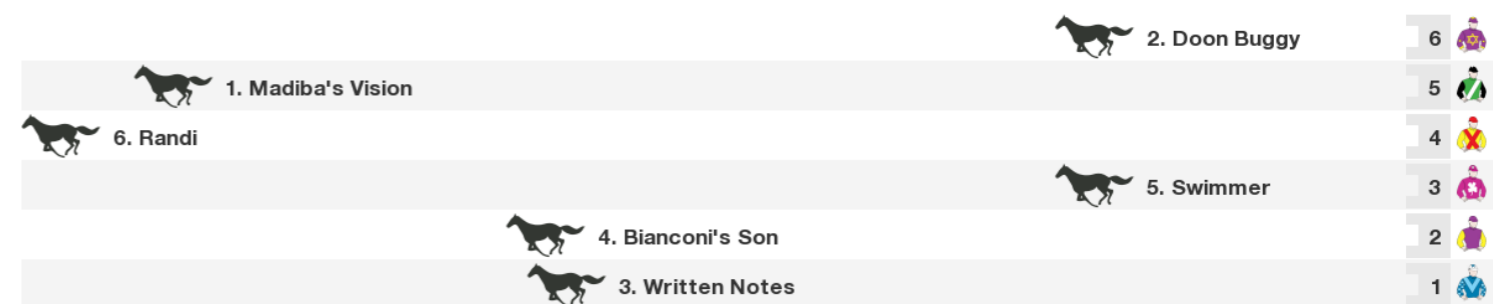 2. Doon Buggy 6
1. Madiba's Vision 5
6. Randi 4
5. Swimmer 3
4. Bianconi's Son 2
3. Written Notes 1